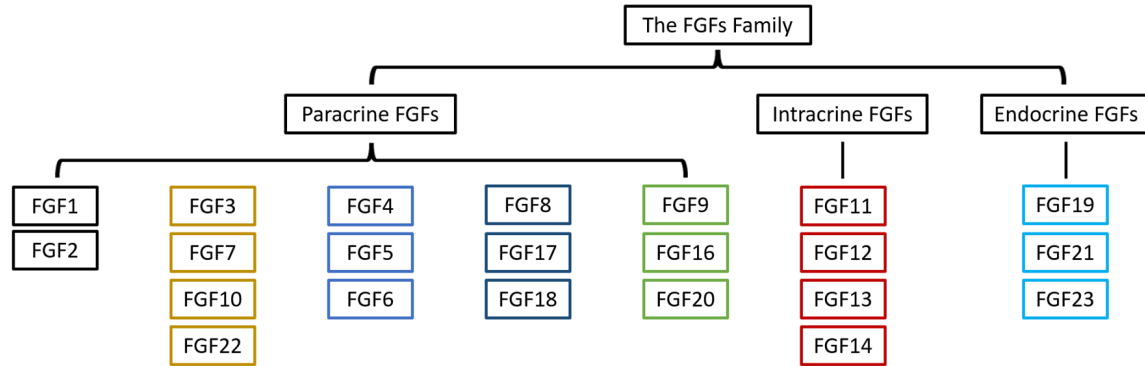 The FGFs Family
Paracrine FGFs
Intracrine FGFs
Endocrine FGFs
FGF1
FGF2
FGF3
FGF7
FGF10
FGF22
FGF4
FGF5
FGF6
FGF8
FGF17
FGF18
FGF9
FGF16
FGF20
FGF11
FGF12
FGF13
FGF14
FGF19
FGF21
FGF23